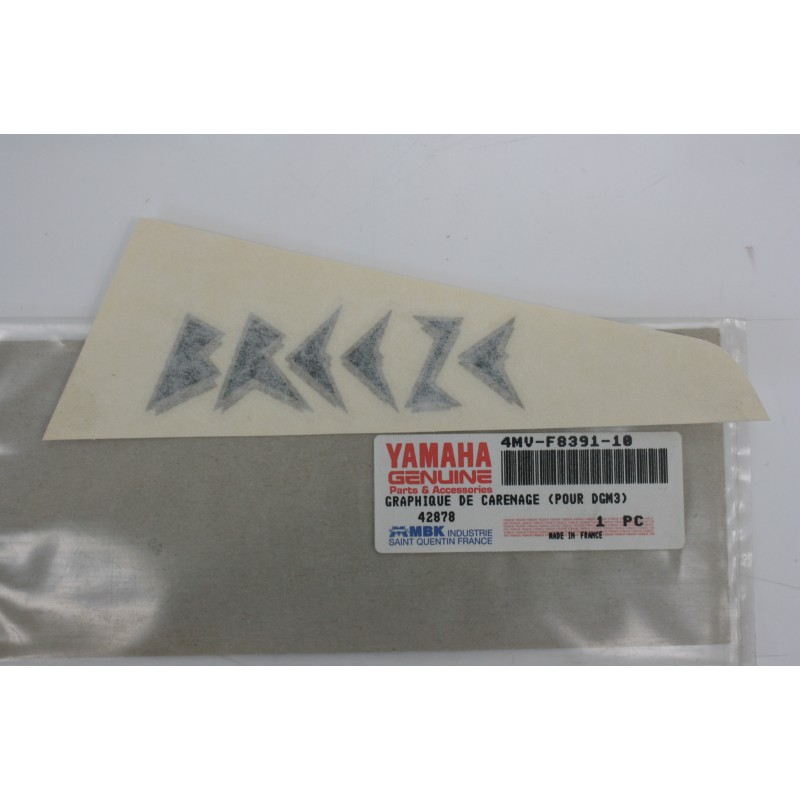 BREEZE
YAMAHA
GENUINE
Parts & Accessories
4MV-F8391-10
GRAPHIQUE DE CARENAGE (POUR DGM3)
42878
MBK INDUSTRIE
SAINT QUENTIN FRANCE
1 PC
MADE IN FRANCE